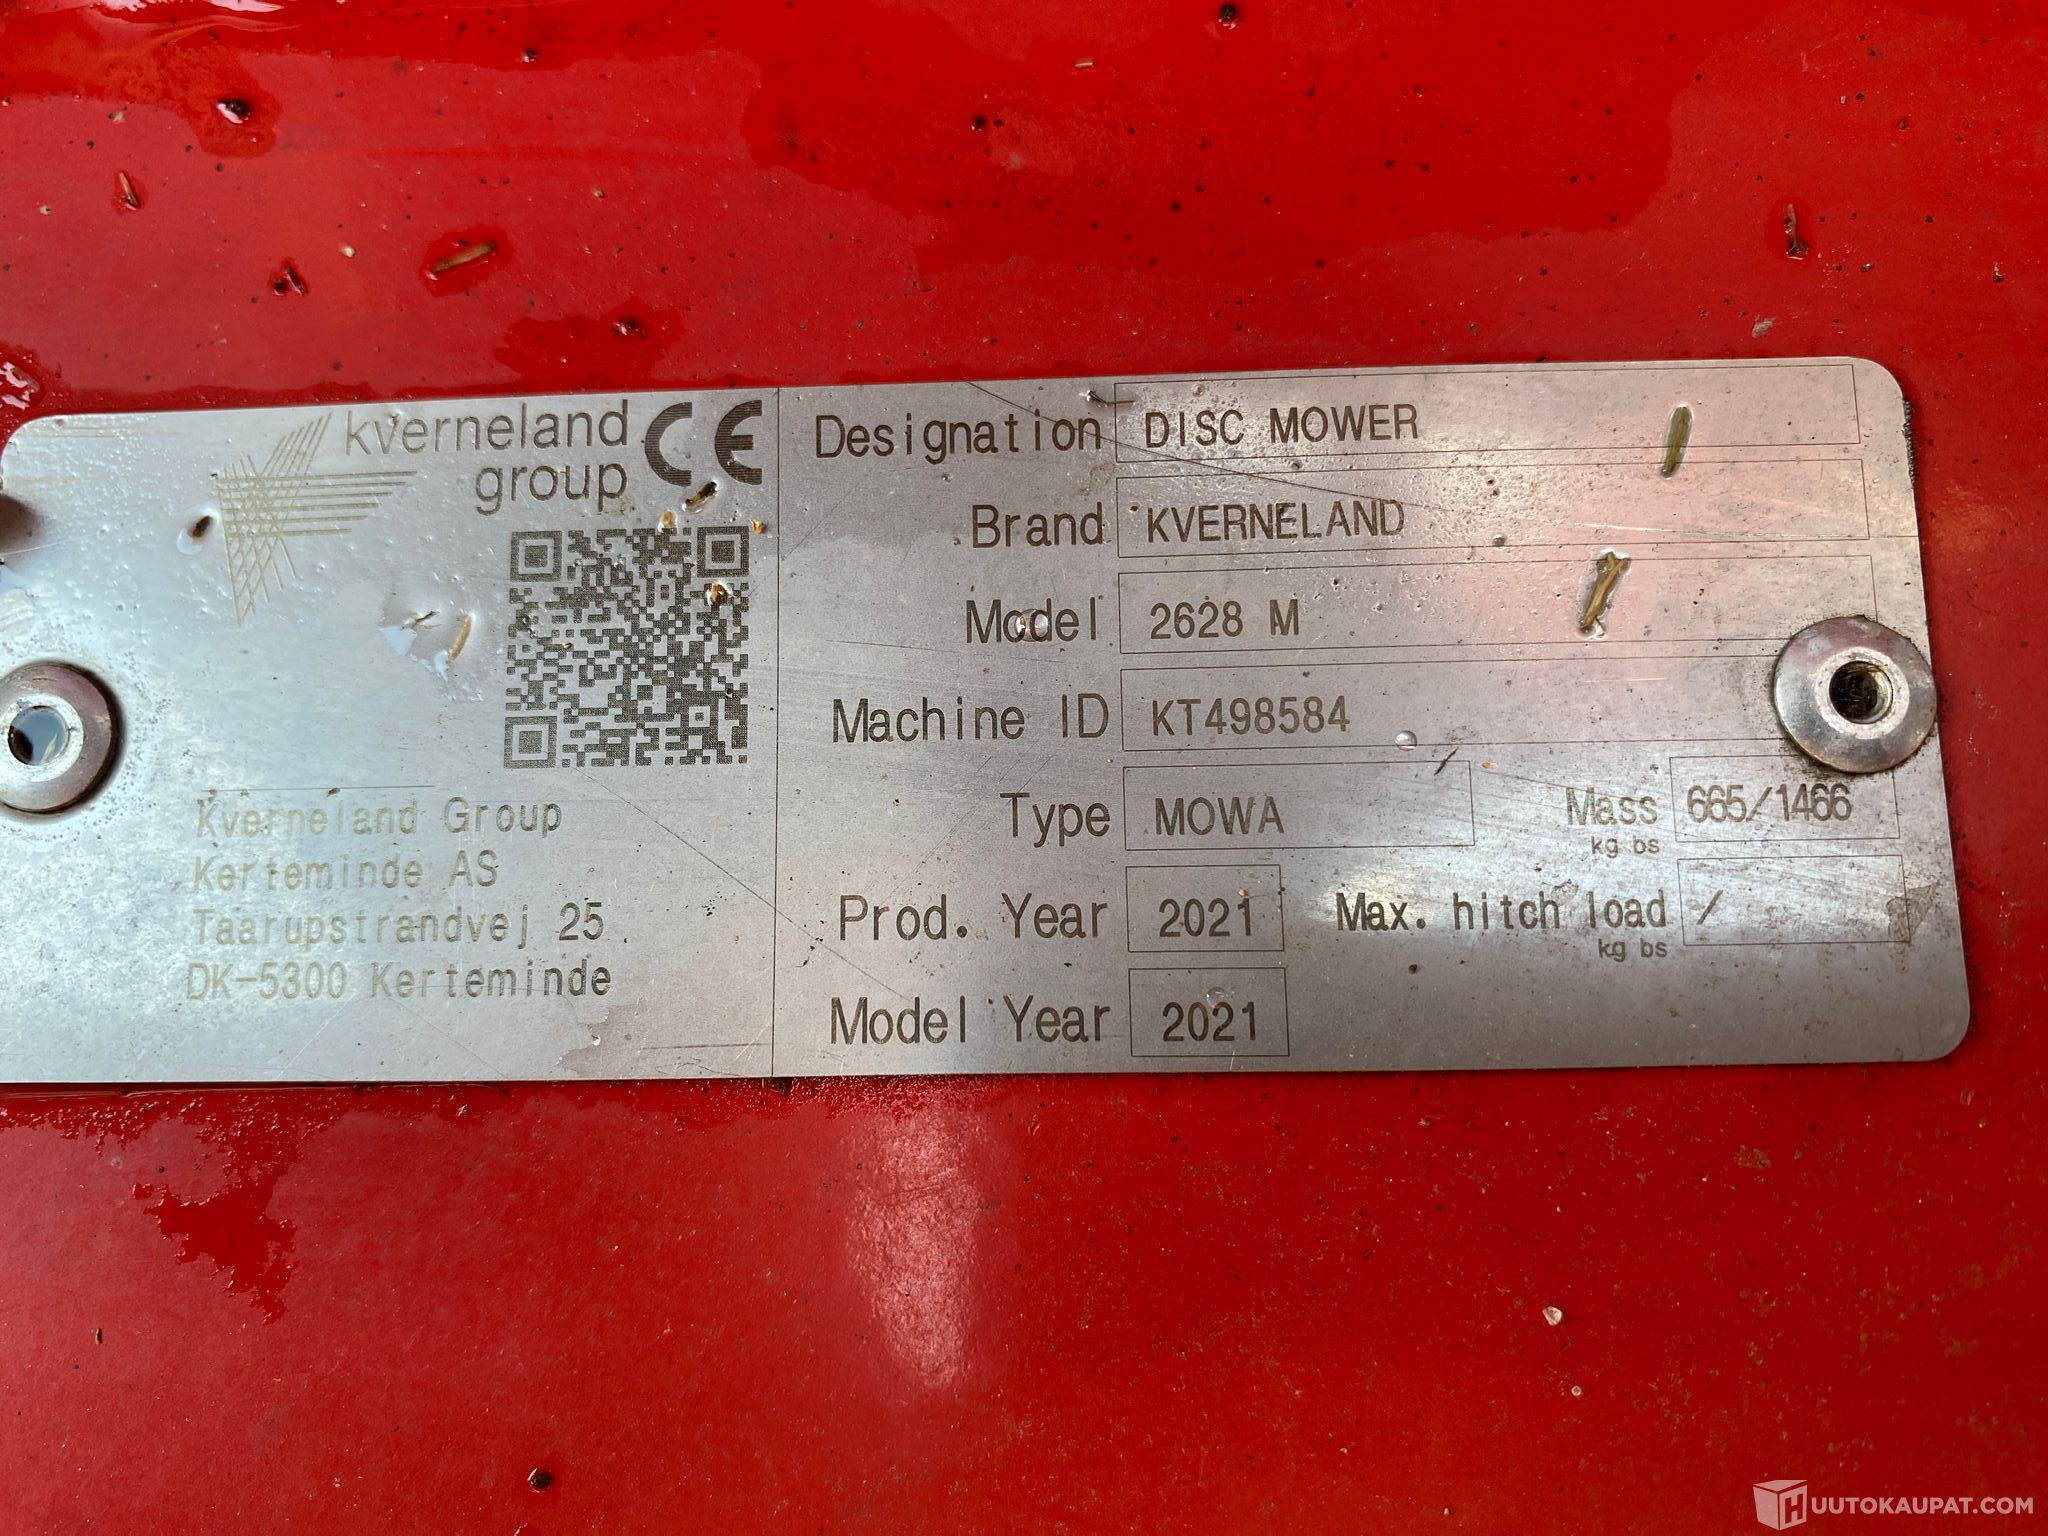 kverneland
group
CE
Kverneland Group
Kerteminde AS
Taarupstrandvej 25
DK-5300 Kerteminde
Designation DISC MOWER
Brand KVERNELAND
Model 2628 M
Machine ID KT498584
Type MOWA Mass 665/1466
kg bs
Prod. Year 2021 Max. hitch load /
kg bs
Model Year 2021
HUUTOKAUPAT.COM